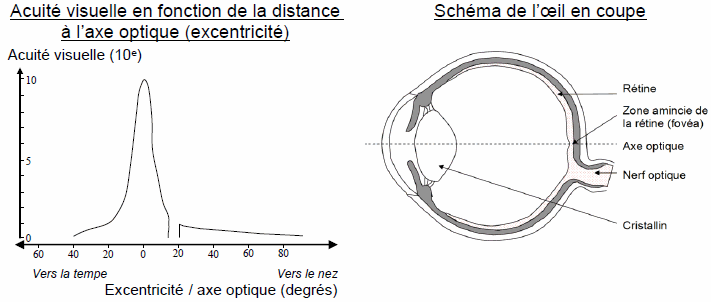 Acuité visuelle en fonction de la distance
à l’axe optique (excentricité)
Acuité visuelle (10e)
10
5
0
60 40 20 0 20 40 60 80
Vers la tempe
Vers le nez
Excentricité / axe optique (degrés)
Schéma de l’œil en coupe
Rétine
Zone amincie de
la rétine (fovéa)
Axe optique
Nerf optique
Cristallin